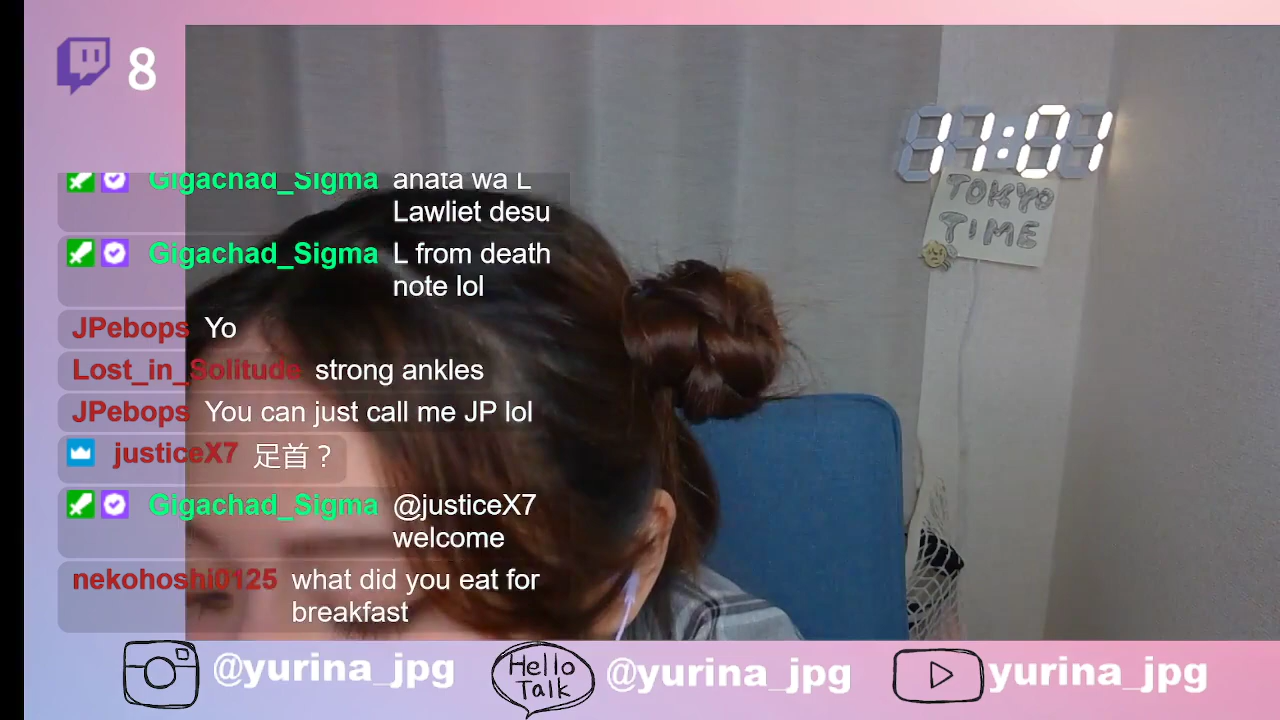 8
11:01
TOKYO
TIME
Gigachad_Sigma anata wa L
Lawliet desu
Gigachad_Sigma L from death
note lol
JPebops Yo
Lost_in_Solitude strong ankles
JPebops You can just call me JP lol
justiceX7 足首？
Gigachad_Sigma @justiceX7
welcome
nekohoshi0125 what did you eat for
breakfast
@yurina_jpg
Hello
Talk
@yurina_jpg
yurina_jpg